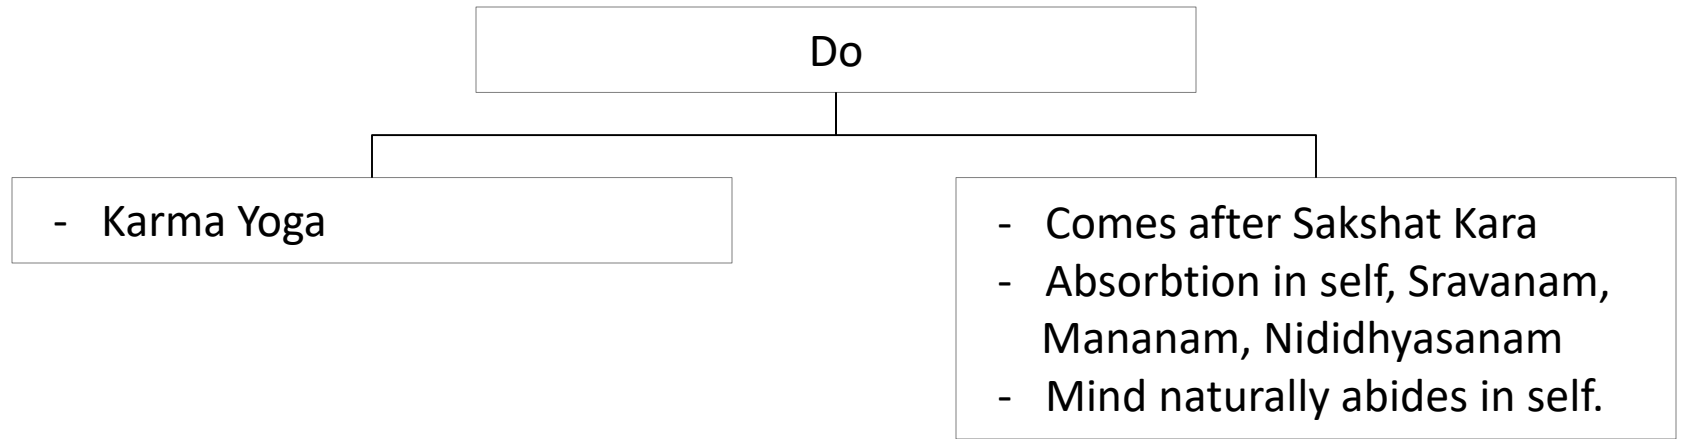 Do
- Karma Yoga
- Comes after Sakshat Kara
- Absorbtion in self, Sravanam,
Mananam, Nididhyasanam
- Mind naturally abides in self.